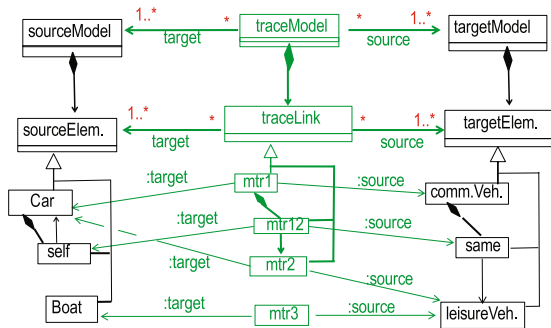 sourceModel 1..* target * traceModel * source 1..* targetModel
sourceElem. 1..* target * traceLink * source 1..* targetElem.
Car :target mtr1 :source comm.Veh.
self :target mtr12 :source same
mtr2 :source
Boat :target mtr3 :source leisureVeh.